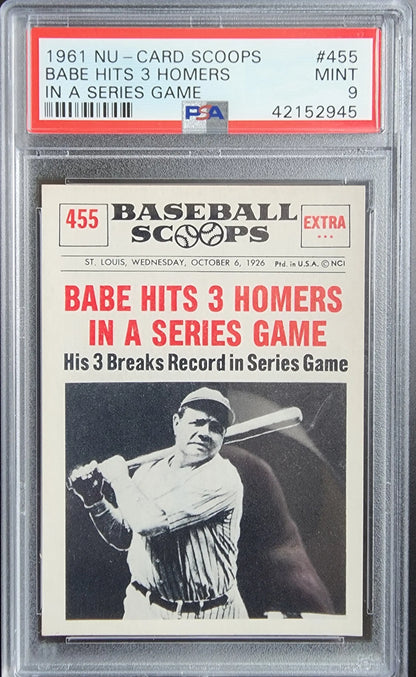 1961 NU-CARD SCOOPS #455
BABE HITS 3 HOMERS MINT
IN A SERIES GAME 9
PSA 42152945
455 BASEBALL SCOOPS EXTRA
ST. LOUIS, WEDNESDAY, OCTOBER 6, 1926 Ptd. in U.S.A. © NCI
BABE HITS 3 HOMERS
IN A SERIES GAME
His 3 Breaks Record in Series Game